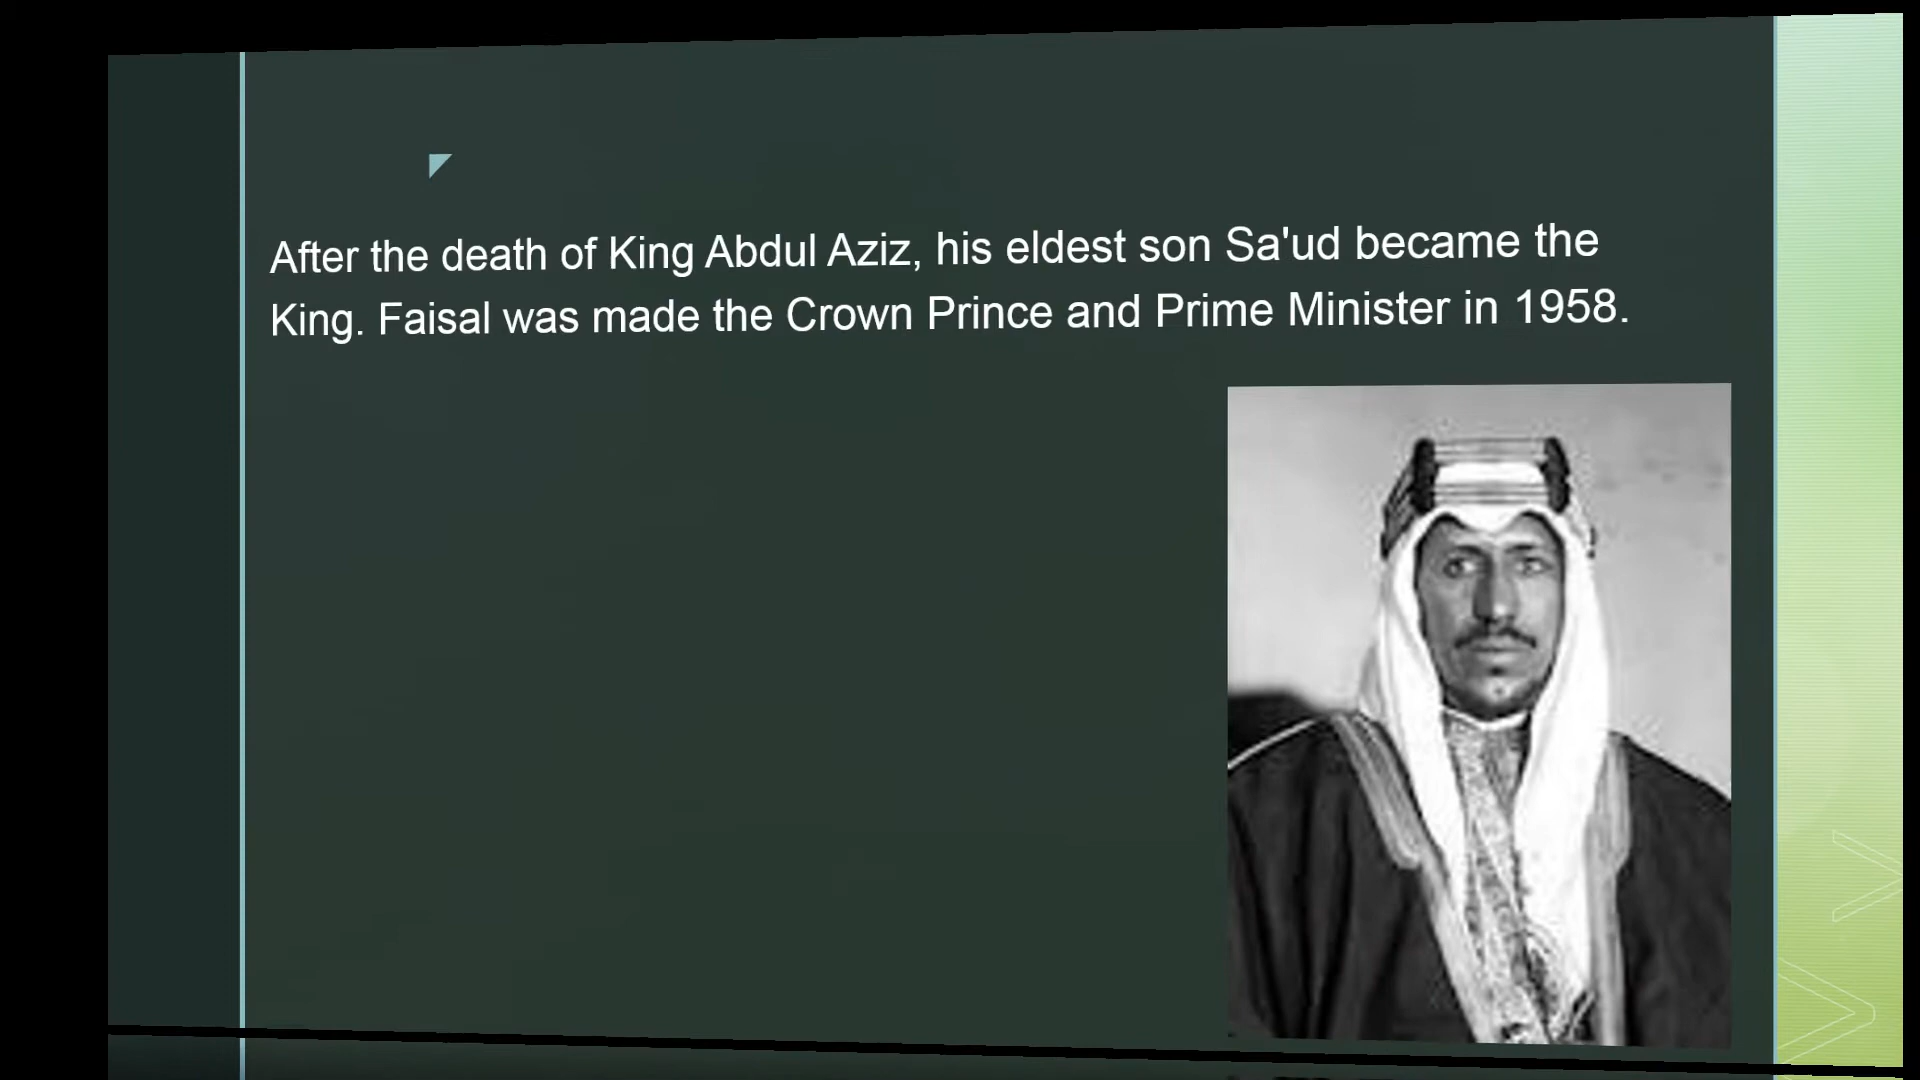 After the death of King Abdul Aziz, his eldest son Sa'ud became the
King. Faisal was made the Crown Prince and Prime Minister in 1958.